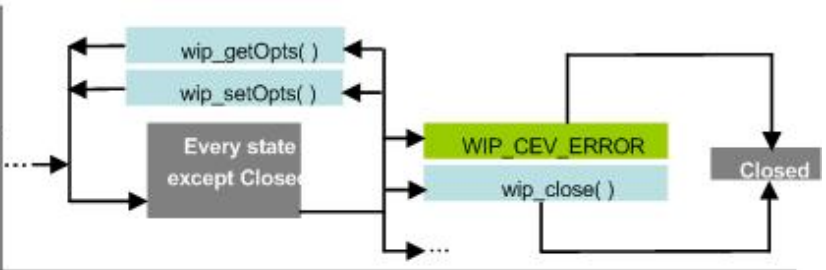 wip_getOpts( )
wip_setOpts( )
Every state
except Closed
WIP_CEV_ERROR
wip_close( )
Closed
....
...